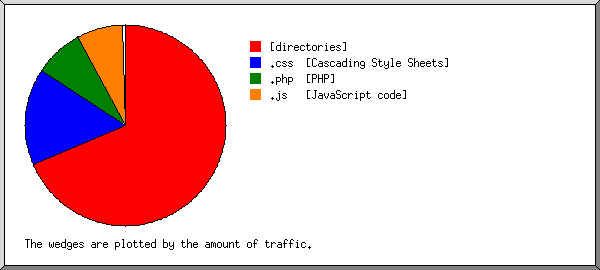 [directories]
.css [Cascading Style Sheets]
.php [PHP]
.js [JavaScript code]
The wedges are plotted by the amount of traffic.